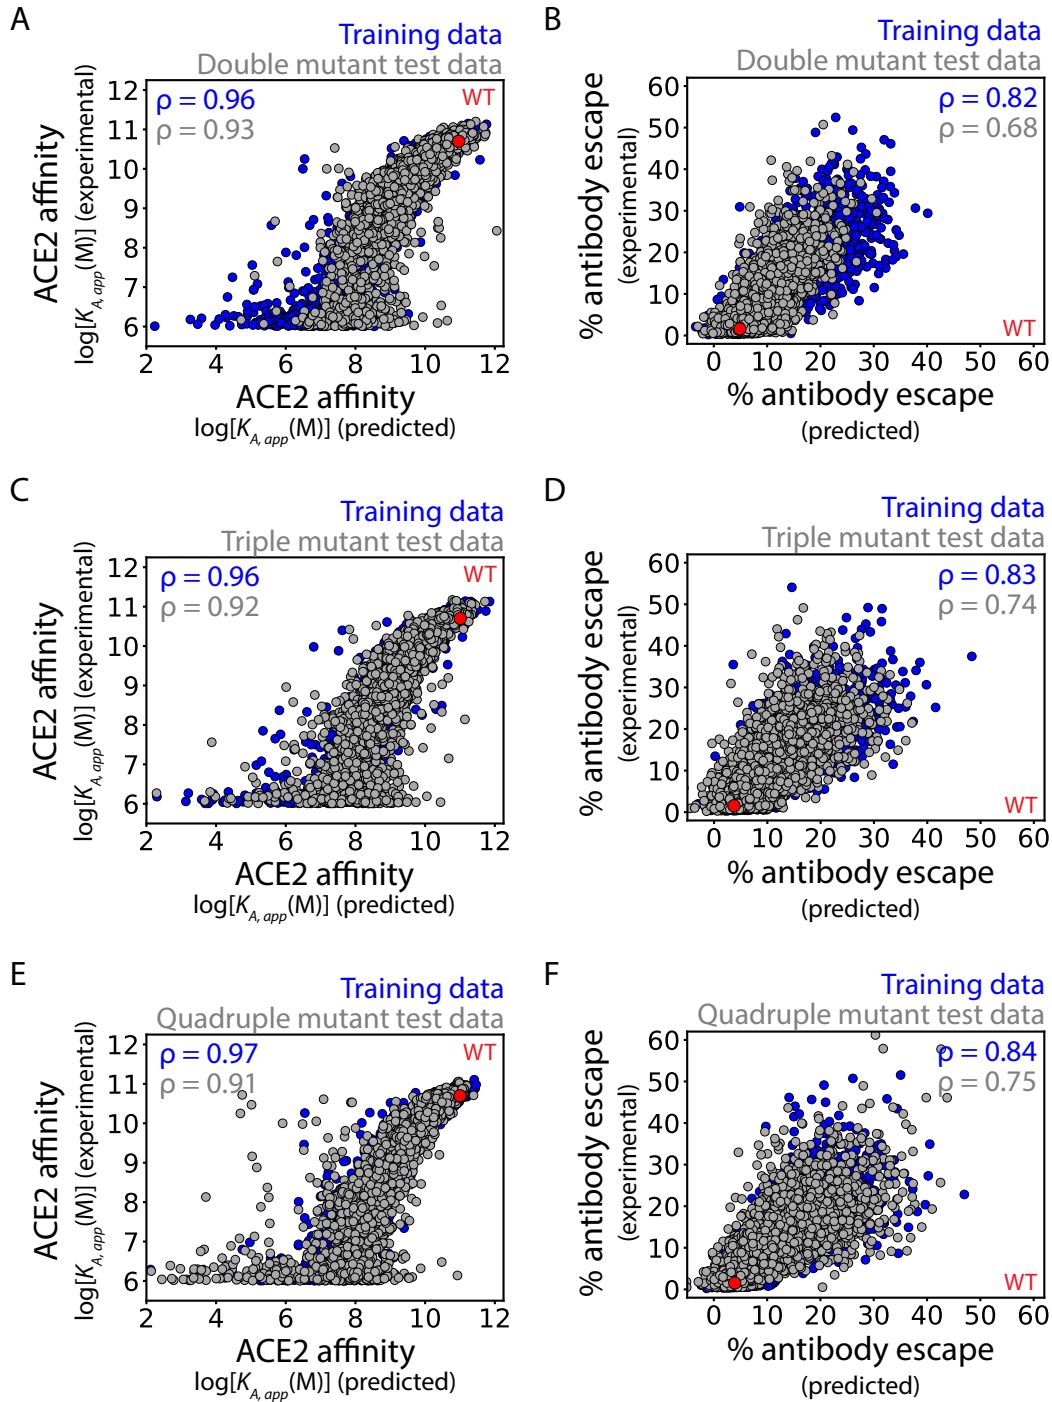 A
Training data
Double mutant test data
ρ = 0.96
ρ = 0.93
WT
ACE2 affinity
log[K_A, app(M)] (experimental)
12
11
10
9
8
7
6
2 4 6 8 10 12
ACE2 affinity
log[K_A, app(M)] (predicted)
B
Training data
Double mutant test data
ρ = 0.82
ρ = 0.68
WT
% antibody escape
(experimental)
60
50
40
30
20
10
0
0 10 20 30 40 50 60
% antibody escape
(predicted)
C
Training data
Triple mutant test data
ρ = 0.96
ρ = 0.92
WT
ACE2 affinity
log[K_A, app(M)] (experimental)
12
11
10
9
8
7
6
2 4 6 8 10 12
ACE2 affinity
log[K_A, app(M)] (predicted)
D
Training data
Triple mutant test data
ρ = 0.83
ρ = 0.74
WT
% antibody escape
(experimental)
60
50
40
30
20
10
0
0 10 20 30 40 50 60
% antibody escape
(predicted)
E
Training data
Quadruple mutant test data
ρ = 0.97
ρ = 0.91
WT
ACE2 affinity
log[K_A, app(M)] (experimental)
12
11
10
9
8
7
6
2 4 6 8 10 12
ACE2 affinity
log[K_A, app(M)] (predicted)
F
Training data
Quadruple mutant test data
ρ = 0.84
ρ = 0.75
WT
% antibody escape
(experimental)
60
50
40
30
20
10
0
0 10 20 30 40 50 60
% antibody escape
(predicted)